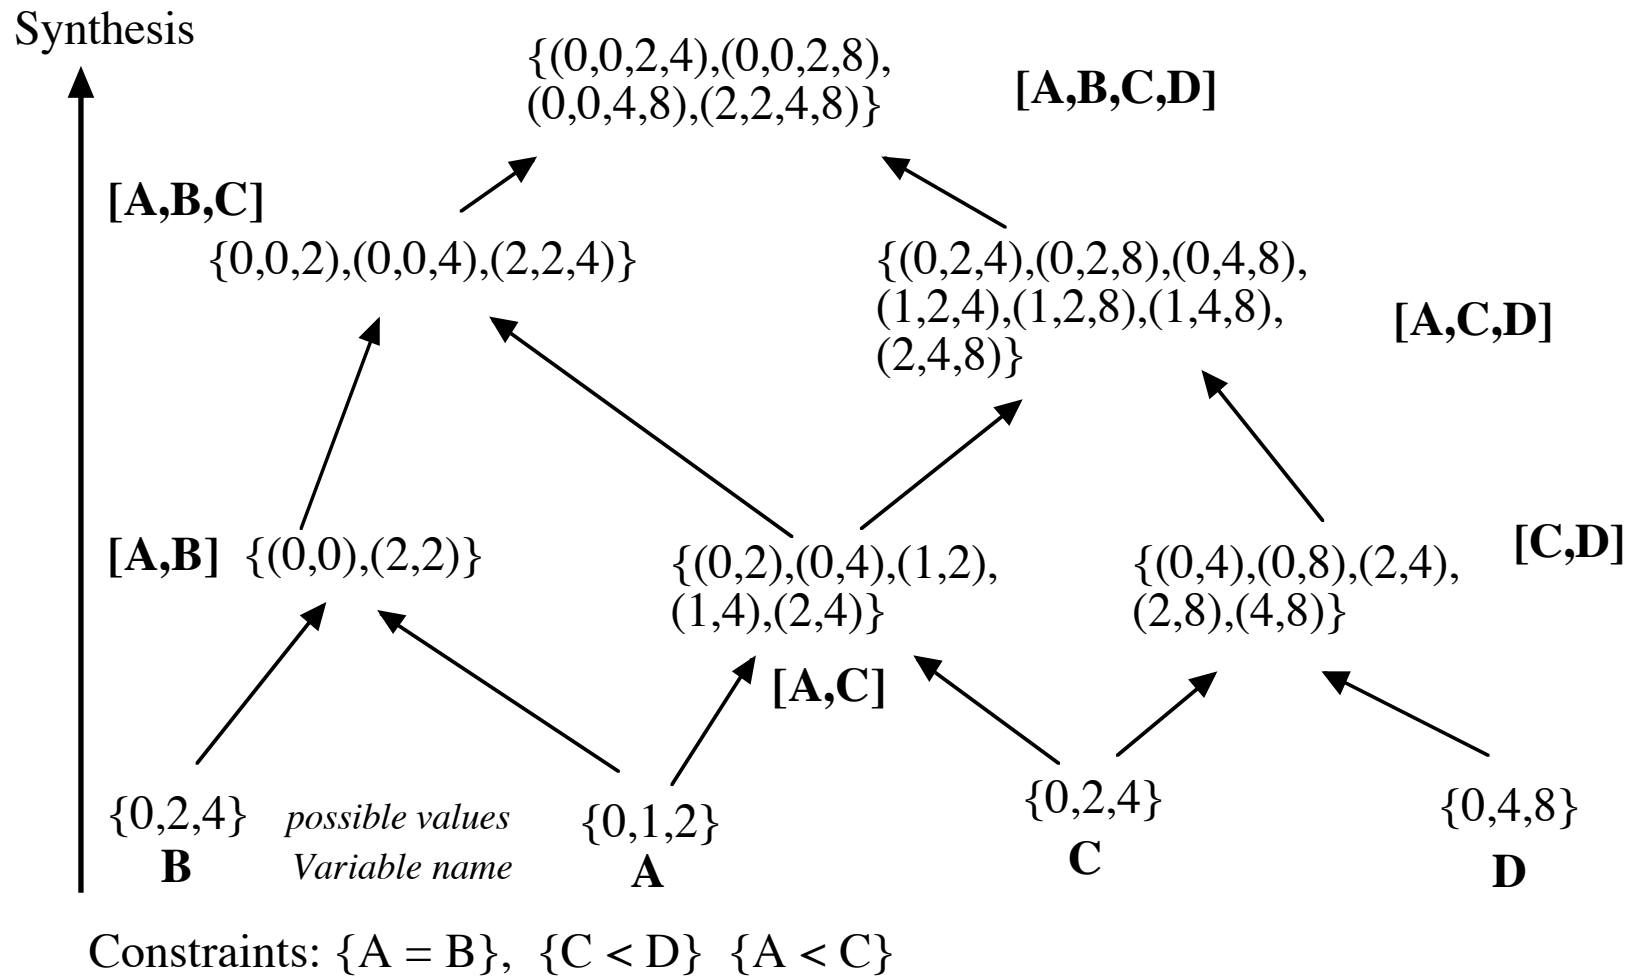 Synthesis
{(0,0,2,4),(0,0,2,8),
(0,0,4,8),(2,2,4,8)}
[A,B,C,D]
[A,B,C]
{0,0,2),(0,0,4),(2,2,4)}
{(0,2,4),(0,2,8),(0,4,8),
(1,2,4),(1,2,8),(1,4,8),
(2,4,8)}
[A,C,D]
[A,B] {(0,0),(2,2)}
{(0,2),(0,4),(1,2),
(1,4),(2,4)}
[A,C]
{(0,4),(0,8),(2,4),
(2,8),(4,8)}
[C,D]
{0,2,4}
B
possible values
Variable name
{0,1,2}
A
{0,2,4}
C
{0,4,8}
D
Constraints: {A = B}, {C < D} {A < C}